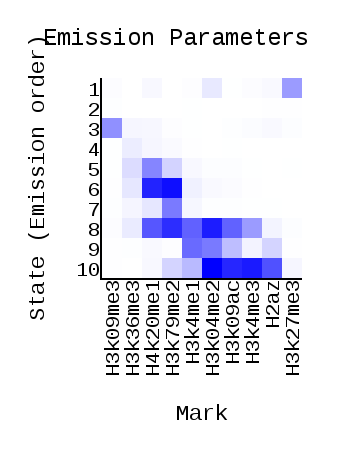 Emission Parameters
State (Emission order)
1
2
3
4
5
6
7
8
9
10
H3k09me3
H3k36me3
H4k20me1
H3k79me2
H3k4me1
H3k04me2
H3k09ac
H3k4me3
H2az
H3k27me3
Mark